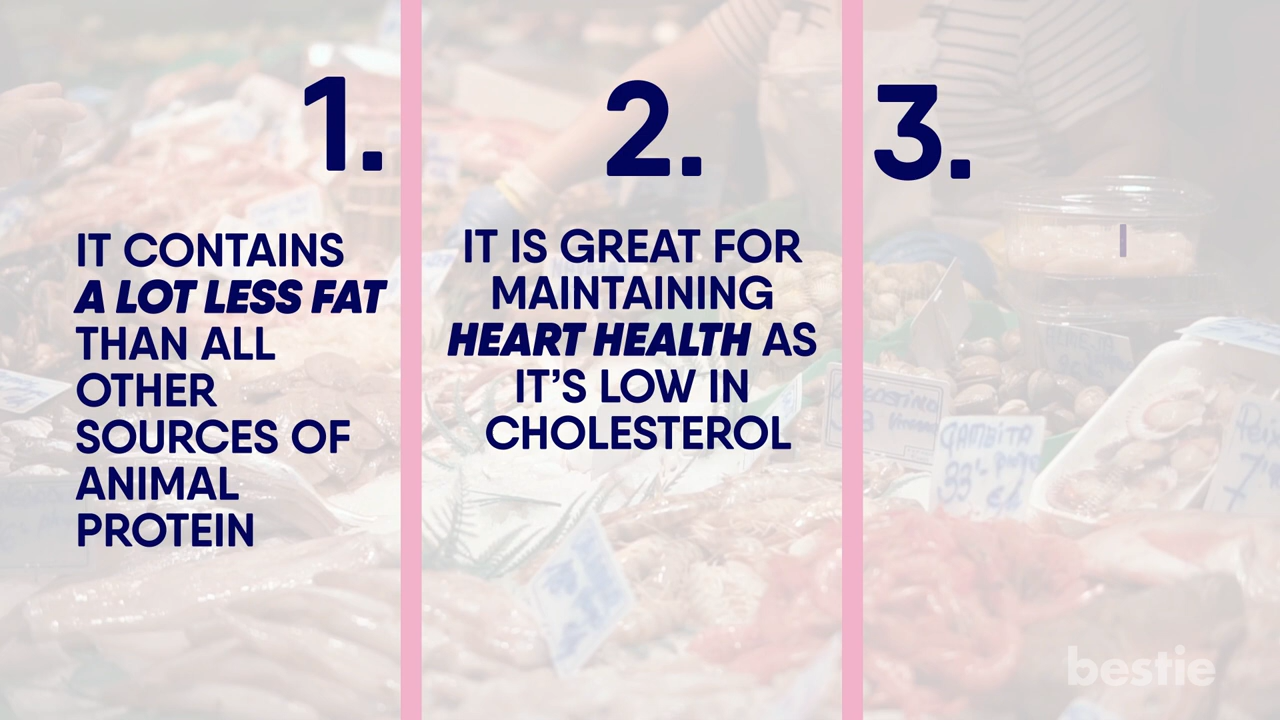 1.
IT CONTAINS
A LOT LESS FAT
THAN ALL
OTHER
SOURCES OF
ANIMAL
PROTEIN
2.
IT IS GREAT FOR
MAINTAINING
HEART HEALTH AS
IT'S LOW IN
CHOLESTEROL
3.
I
GAMBITA
bestie